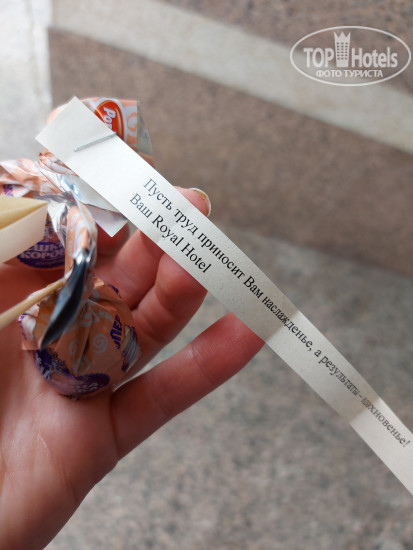 TOP Hotels
ФОТО ТУРИСТА
Пусть труд приносит Вам наслажденье, а результат - вдохновенье!
Ваш Royal Hotel